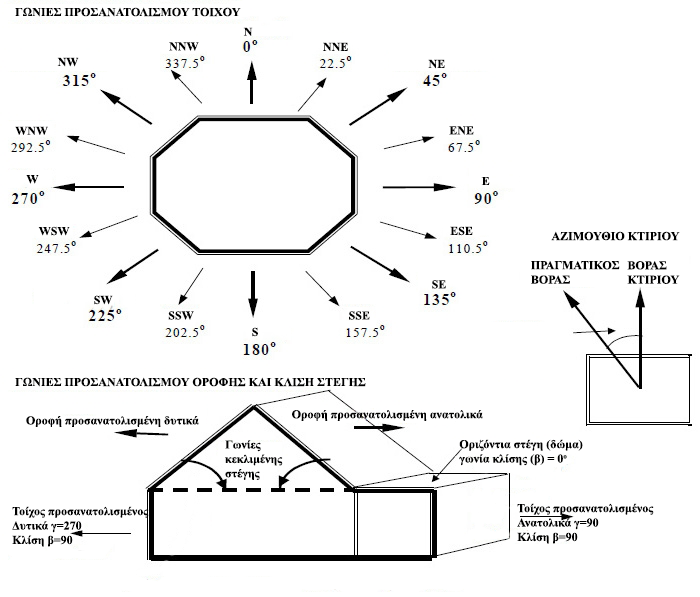 ΓΩΝΙΕΣ ΠΡΟΣΑΝΑΤΟΛΙΣΜΟΥ ΤΟΙΧΟΥ
N
0°
NNW
337.5°
NNE
22.5°
NW
315°
NE
45°
WNW
292.5°
ENE
67.5°
W
270°
E
90°
WSW
247.5°
ESE
110.5°
SW
225°
SE
135°
SSW
202.5°
SSE
157.5°
S
180°
ΑΖΙΜΟΥΘΙΟ ΚΤΙΡΙΟΥ
ΠΡΑΓΜΑΤΙΚΟΣ
ΒΟΡΑΣ
ΒΟΡΑΣ
ΚΤΙΡΙΟΥ
ΓΩΝΙΕΣ ΠΡΟΣΑΝΑΤΟΛΙΣΜΟΥ ΟΡΟΦΗΣ ΚΑΙ ΚΛΙΣΗ ΣΤΕΓΗΣ
Οροφή προσανατολισμένη δυτικά
Οροφή προσανατολισμένη ανατολικά
Γωνίες
κεκλιμένης
στέγης
Οριζόντια στέγη (δώμα)
γωνία κλίσης (β) = 0°
Τοίχος προσανατολισμένος
Δυτικά γ=270
Κλίση β=90
Τοίχος προσανατολισμένος
Ανατολικά γ=90
Κλίση β=90